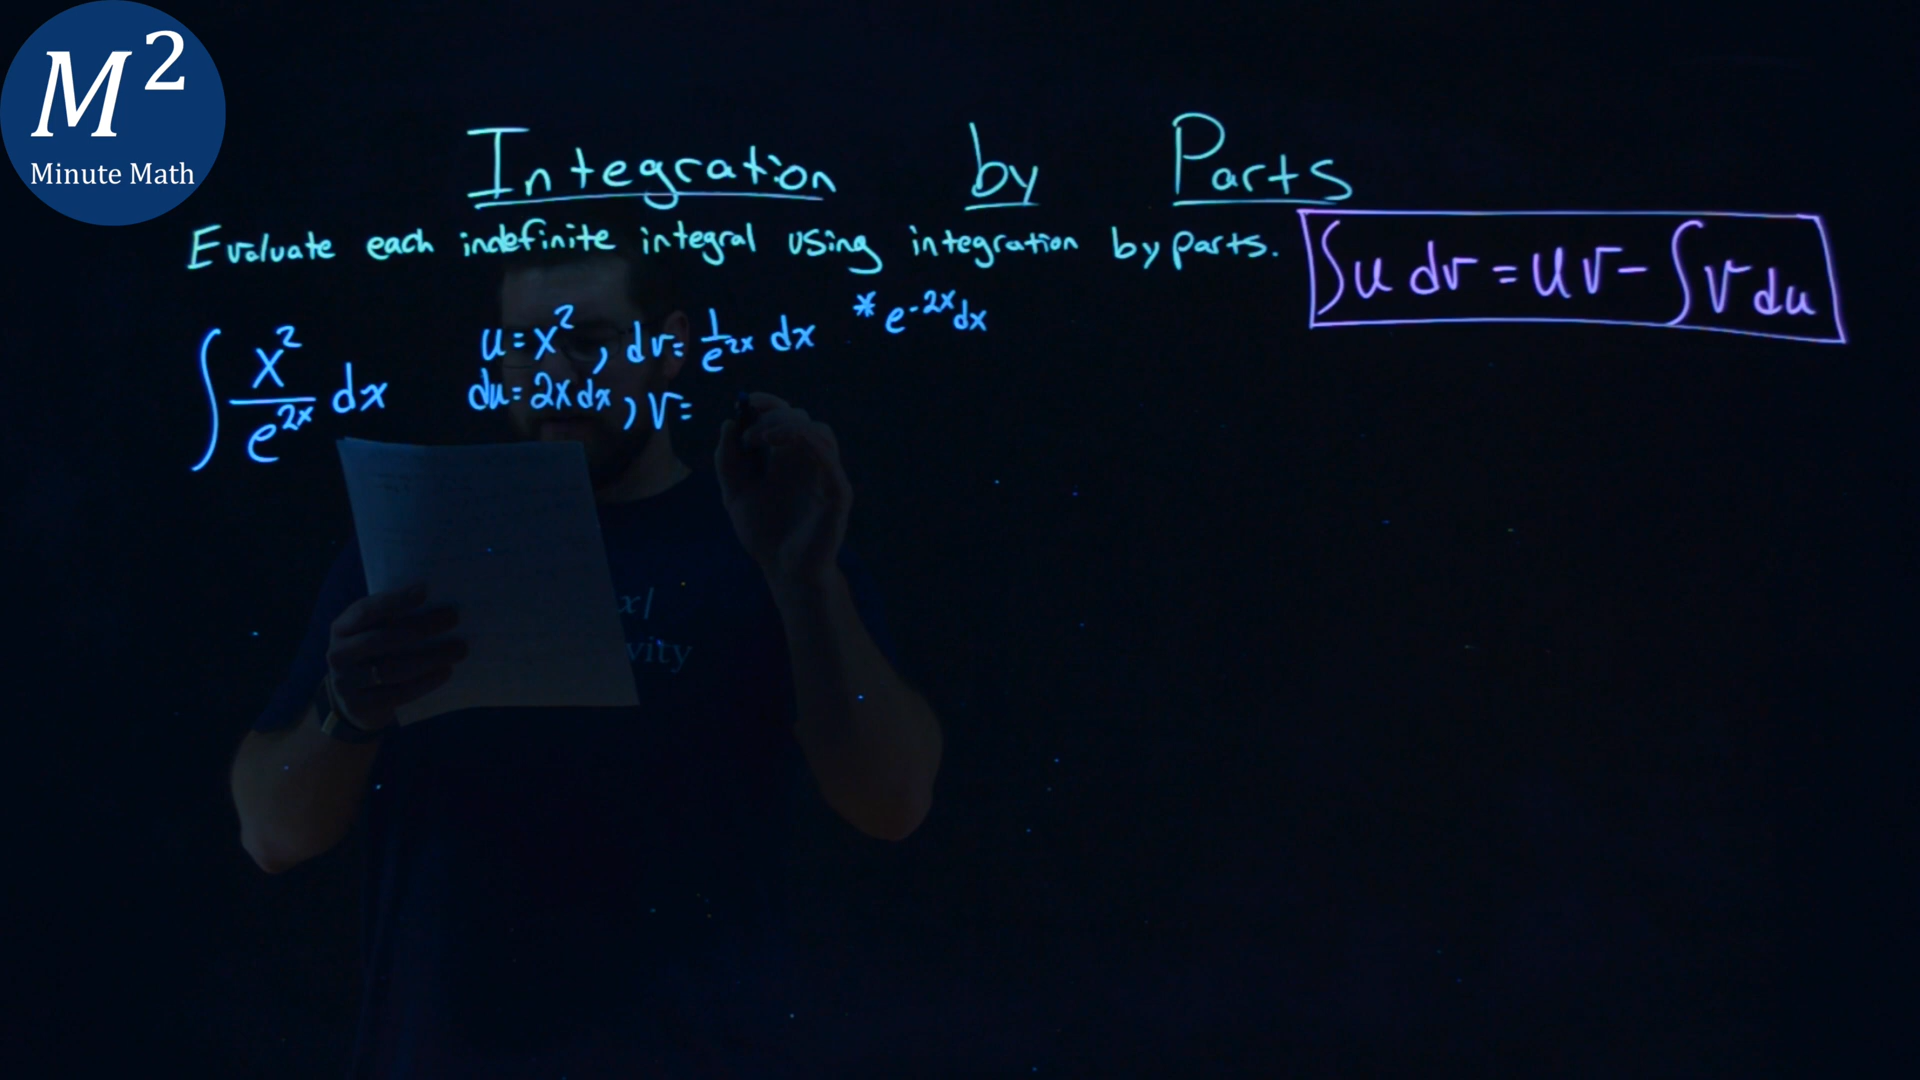 M²
Minute Math
Integration by Parts
Evaluate each indefinite integral using integration by parts.
∫u dv = uv - ∫v du
∫ x²/e^(2x) dx
u = x², dv = 1/e^(2x) dx *e^(-2x) dx
du = 2x dx, v =
x|
vity